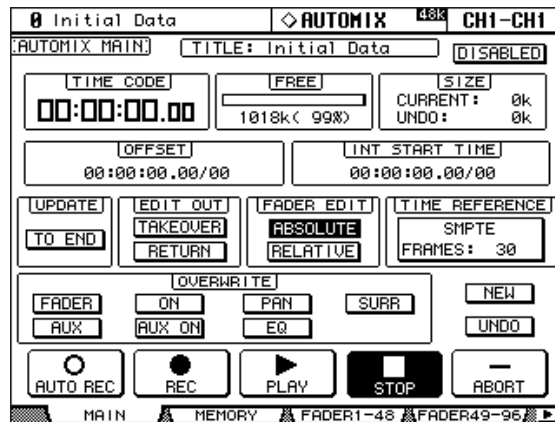 0 Initial Data ◇AUTOMIX 48K CH1-CH1
AUTOMIX MAIN TITLE: Initial Data DISABLED
TIME CODE FREE SIZE
00:00:00.00 1018k( 99%) CURRENT: 0k
UNDO: 0k
OFFSET INT START TIME
00:00:00.00/00 00:00:00.00/00
UPDATE EDIT OUT FADER EDIT TIME REFERENCE
TO END TAKEOVER ABSOLUTE SMPTE
RETURN RELATIVE FRAMES: 30
OVERWRITE
FADER ON PAN SURR NEW
AUX AUX ON EQ UNDO
AUTO REC REC PLAY STOP ABORT
MAIN MEMORY FADER1-48 FADER49-96